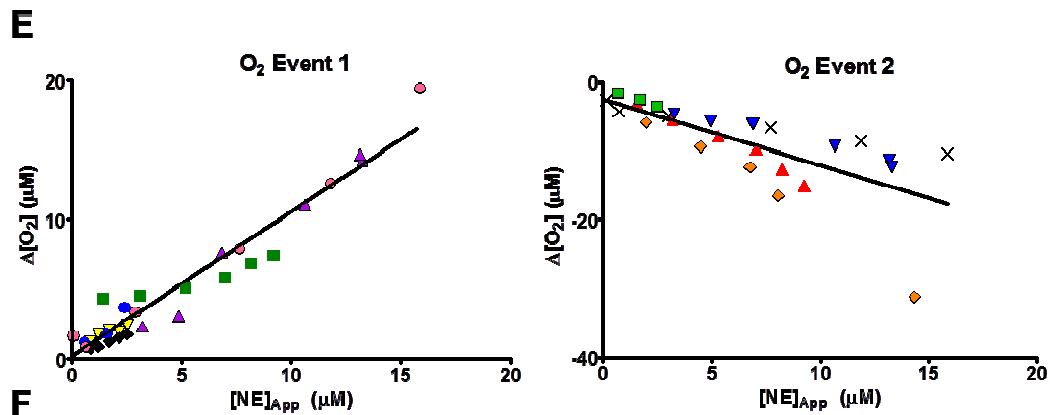 E
O₂ Event 1
20
10
0
Δ[O₂] (μM)
0 5 10 15 20
[NE]App (μM)
O₂ Event 2
0
-20
-40
Δ[O₂] (μM)
0 5 10 15 20
[NE]App (μM)
F